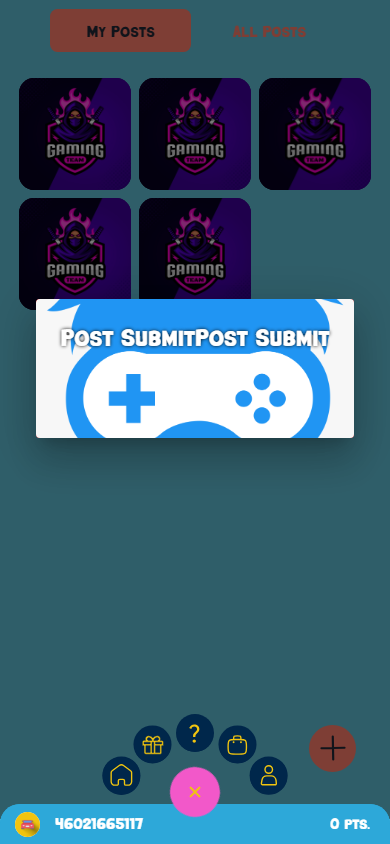 My Posts
All Posts
GAMING
TEAM
GAMING
TEAM
GAMING
TEAM
GAMING
TEAM
GAMING
Post SubmitPost Submit
?
46021665117
0 PTS.